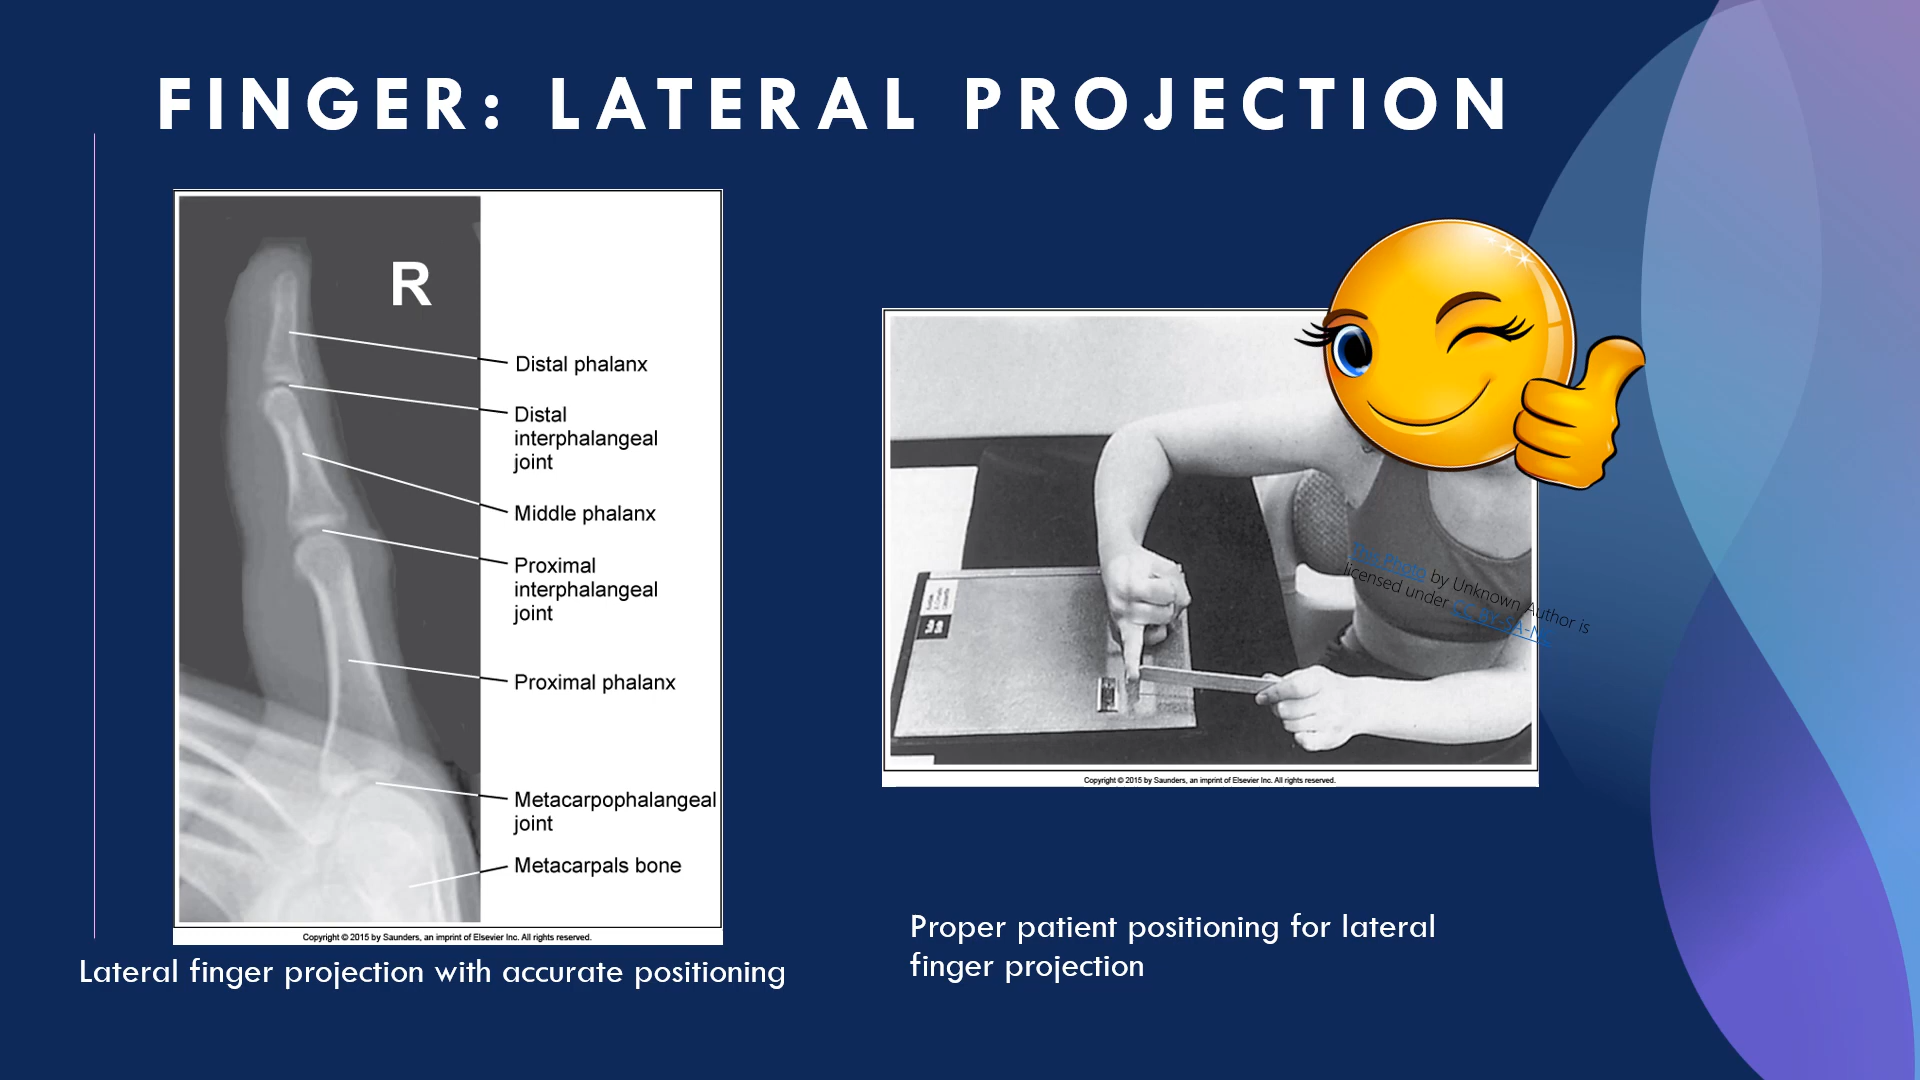 FINGER: LATERAL PROJECTION
R
Distal phalanx
Distal
interphalangeal
joint
Middle phalanx
Proximal
interphalangeal
joint
Proximal phalanx
Metacarpophalangeal
joint
Metacarpals bone
Copyright © 2015 by Saunders, an imprint of Elsevier Inc. All rights reserved.
Lateral finger projection with accurate positioning
This Photo by Unknown Author is
licensed under CC BY-SA-NC
Copyright © 2015 by Saunders, an imprint of Elsevier Inc. All rights reserved.
Proper patient positioning for lateral
finger projection